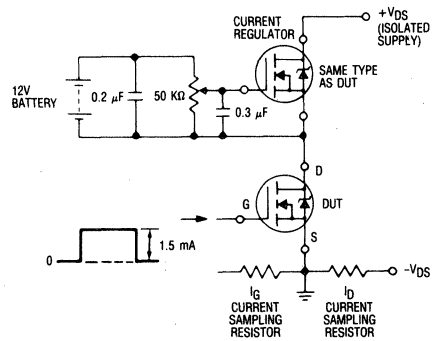 CURRENT
REGULATOR
+VDS
(ISOLATED
SUPPLY)
SAME TYPE
AS DUT
12V
BATTERY
0.2 μF
50 KΩ
0.3 μF
D
G
DUT
S
1.5 mA
0
-VDS
IG
CURRENT
SAMPLING
RESISTOR
ID
CURRENT
SAMPLING
RESISTOR